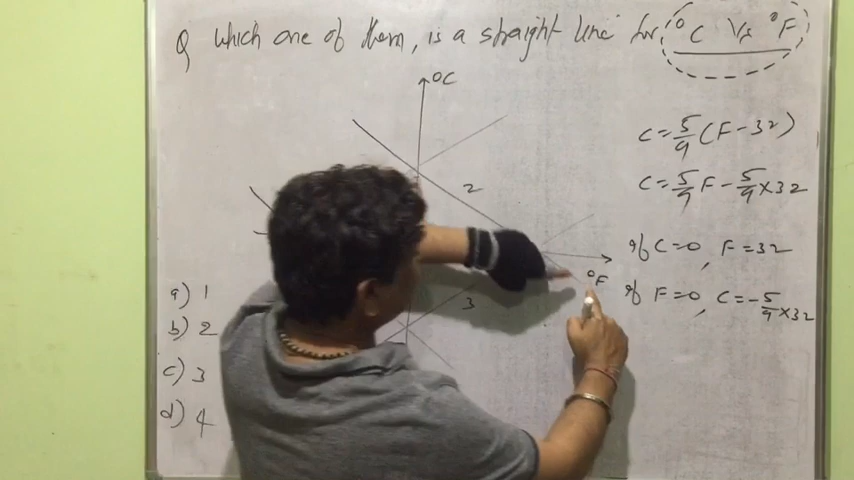 Q which one of them, is a straight line for °C Vs °F
°C
C = 5/9 (F - 32)
C = 5/9 F - 5/9 × 32
2
If C = 0, F = 32
°F
If F = 0, C = - 5/9 × 32
3
a) 1
b) 2
c) 3
d) 4